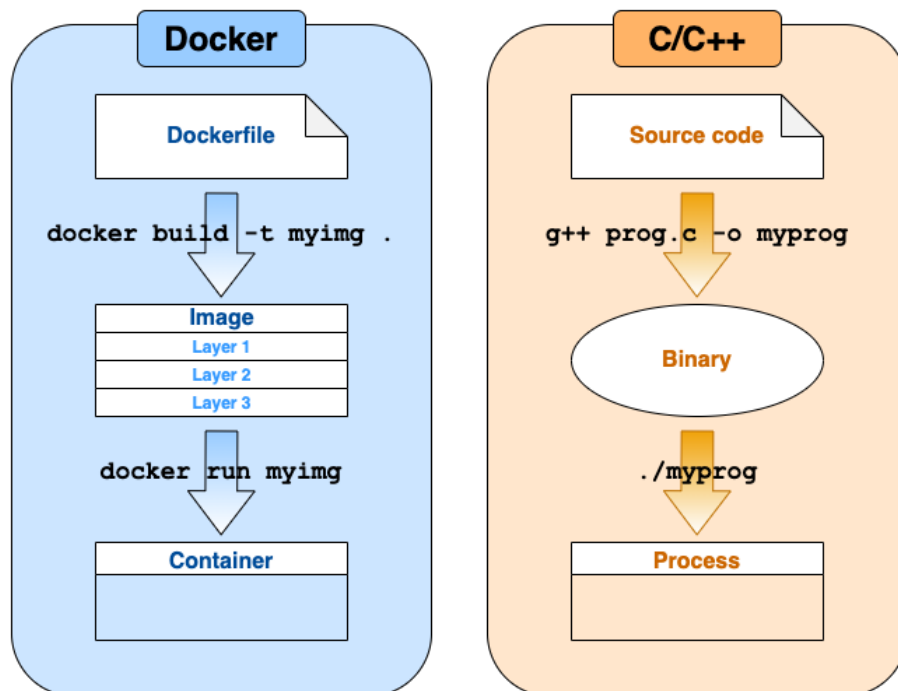 Docker
Dockerfile
docker build -t myimg .
Image
Layer 1
Layer 2
Layer 3
docker run myimg
Container
C/C++
Source code
g++ prog.c -o myprog
Binary
./myprog
Process